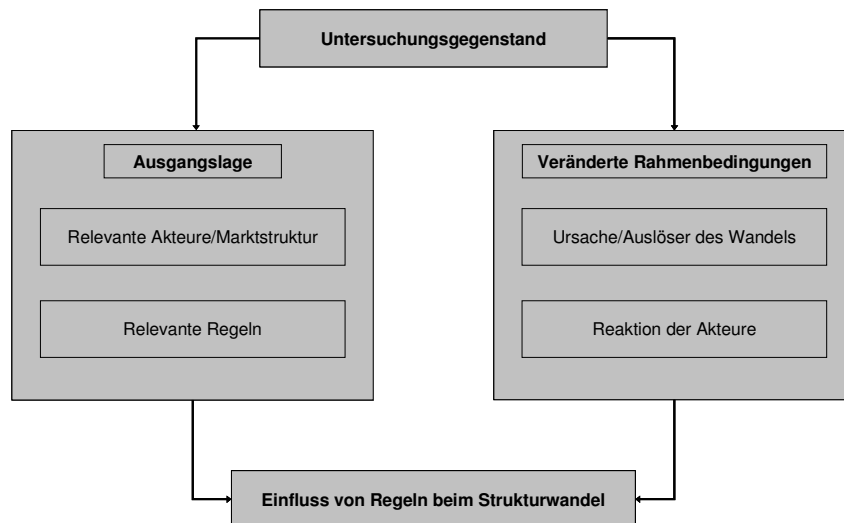 Untersuchungsgegenstand
Ausgangslage
Relevante Akteure/Marktstruktur
Relevante Regeln
Veränderte Rahmenbedingungen
Ursache/Auslöser des Wandels
Reaktion der Akteure
Einfluss von Regeln beim Strukturwandel